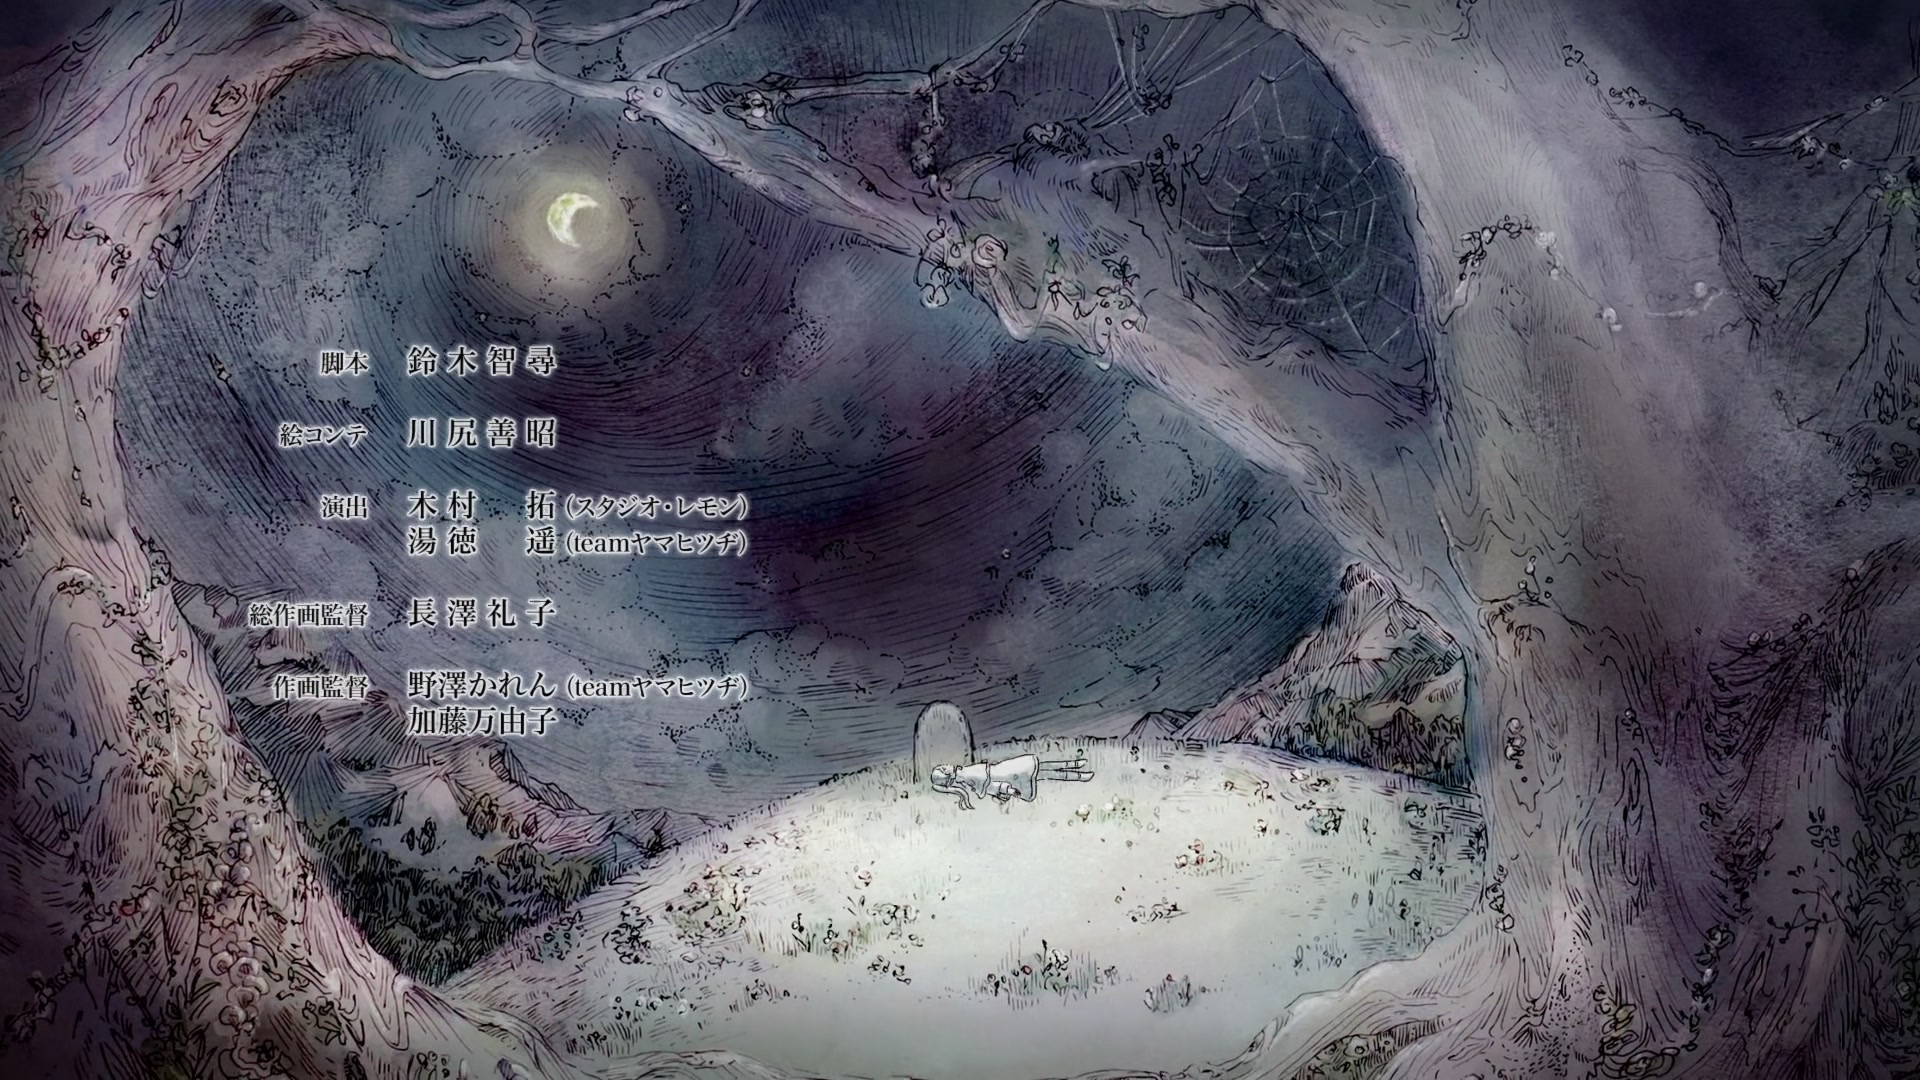 脚本 鈴木智尋
絵コンテ 川尻善昭
演出 木村 拓(スタジオ・レモン)
湯徳 遥(teamヤマヒツヂ)
総作画監督 長澤礼子
作画監督 野澤かれん(teamヤマヒツヂ)
加藤万由子